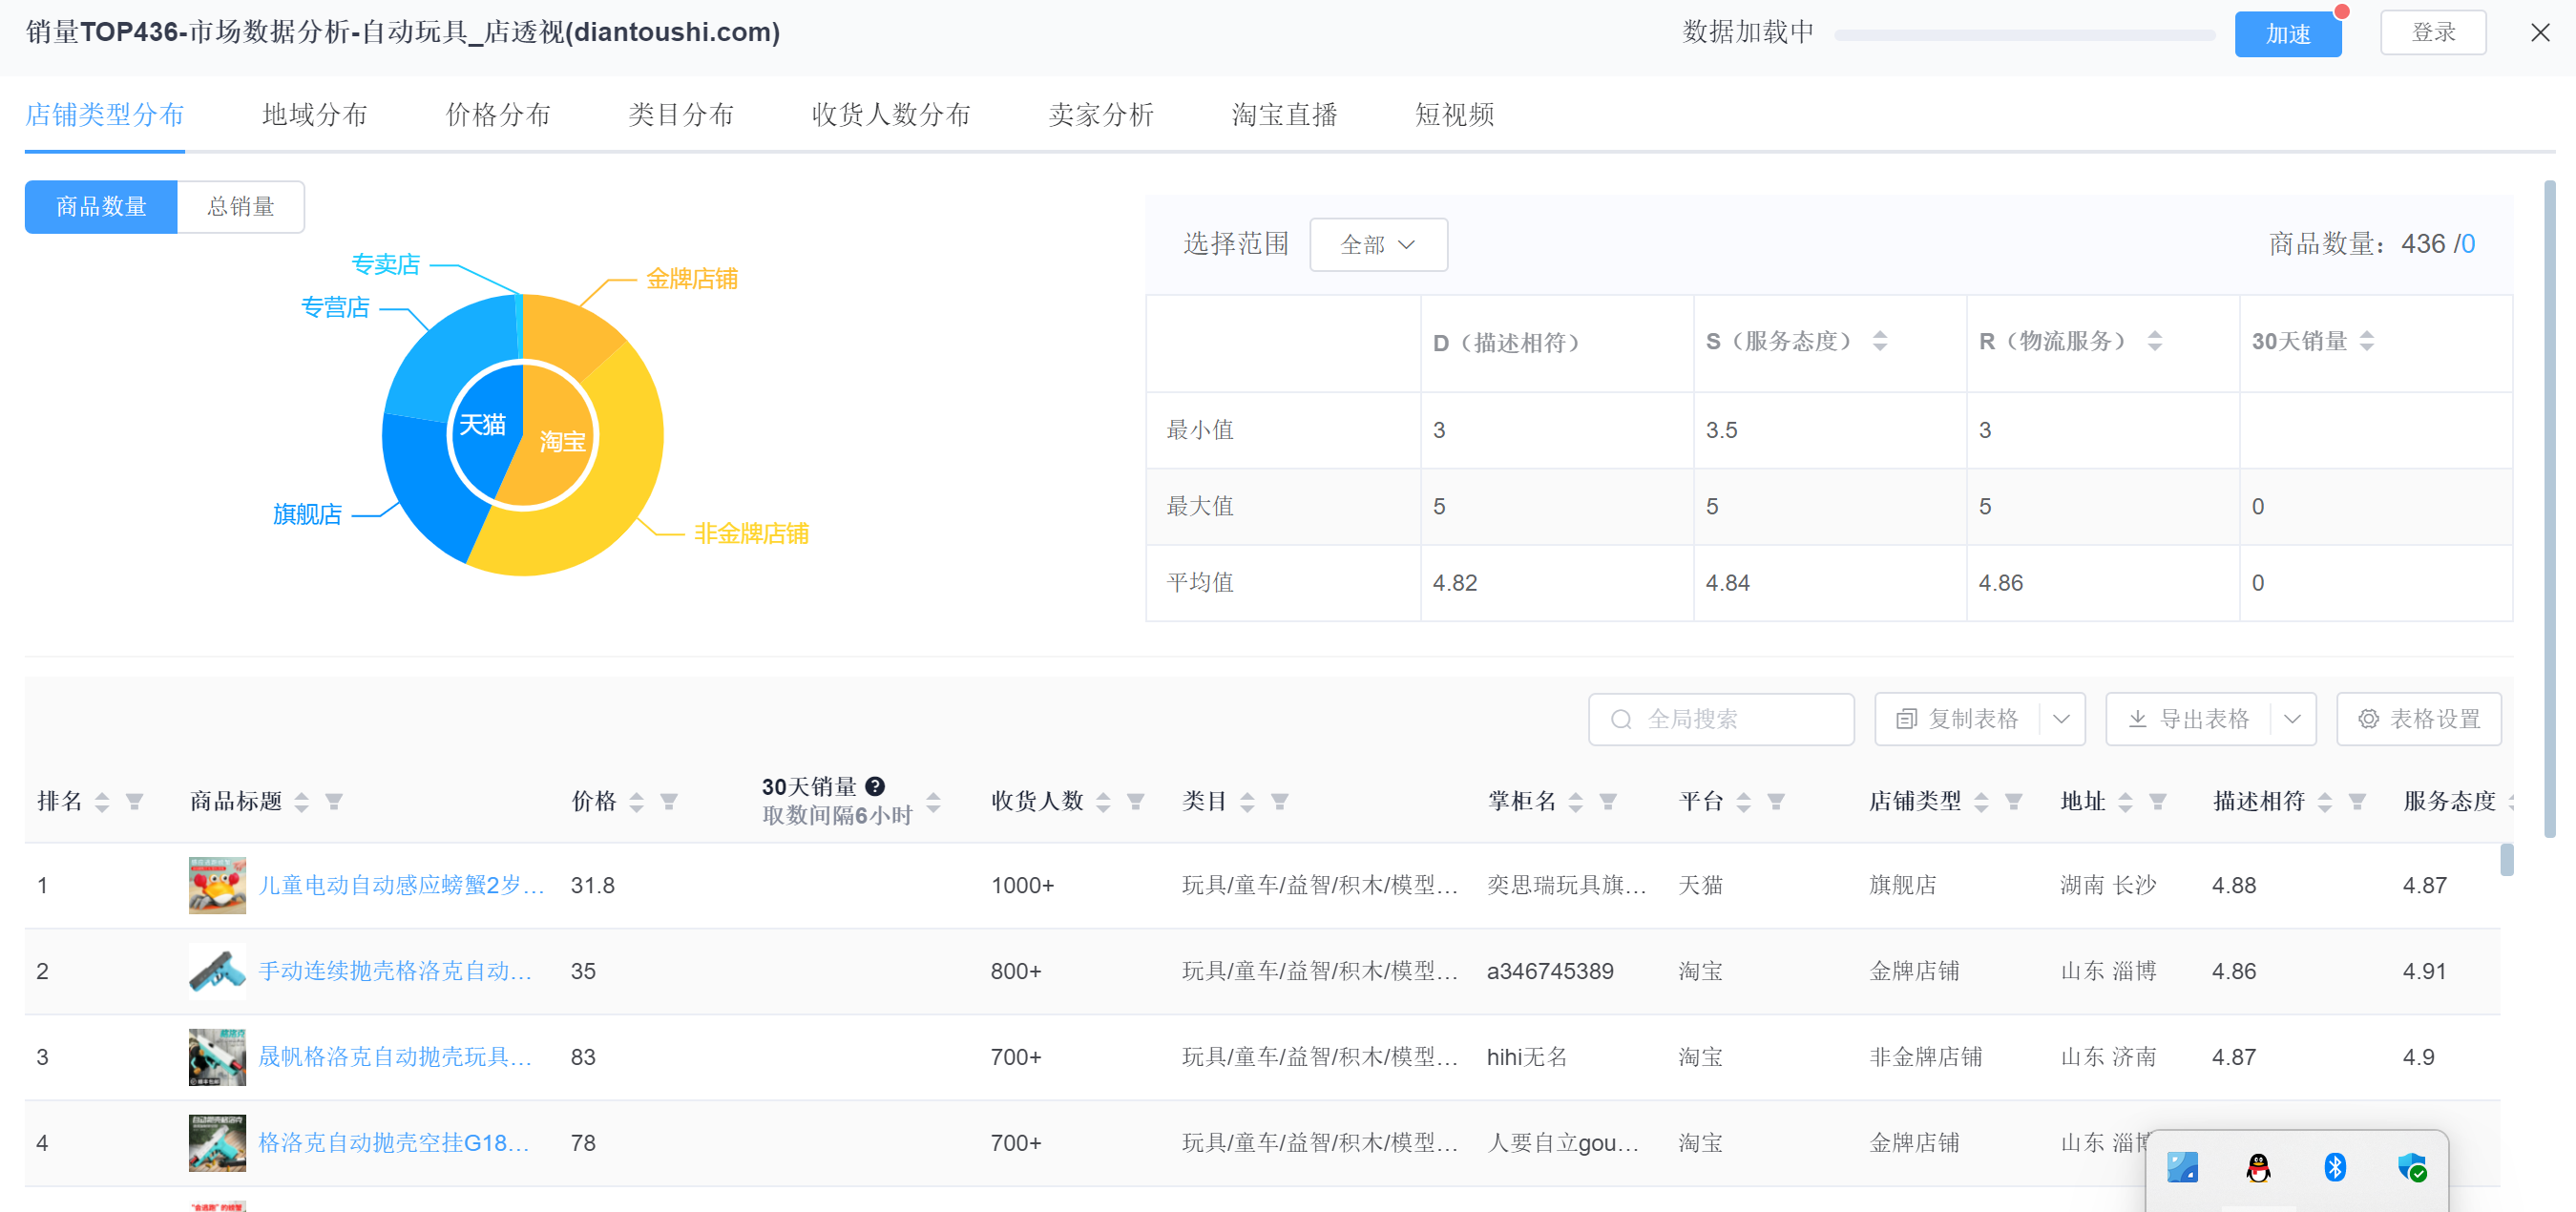 销量TOP436-市场数据分析-自动玩具_店透视(diantoushi.com)
数据加载中
加速
登录
店铺类型分布
地域分布
价格分布
类目分布
收货人数分布
卖家分析
淘宝直播
短视频
商品数量
总销量
专卖店
金牌店铺
专营店
天猫
淘宝
旗舰店
非金牌店铺
选择范围
全部
商品数量：436 /0
D（描述相符） S（服务态度） R（物流服务） 30天销量
最小值 3 3.5 3
最大值 5 5 5 0
平均值 4.82 4.84 4.86 0
全局搜索
复制表格
导出表格
表格设置
排名 商品标题 价格 30天销量 收货人数 类目 掌柜名 平台 店铺类型 地址 描述相符 服务态度
取数间隔6小时
1 儿童电动自动感应螃蟹2岁... 31.8 1000+ 玩具/童车/益智/积木/模型... 奕思瑞玩具旗... 天猫 旗舰店 湖南 长沙 4.88 4.87
2 手动连续抛壳格洛克自动... 35 800+ 玩具/童车/益智/积木/模型... a346745389 淘宝 金牌店铺 山东 淄博 4.86 4.91
3 晟帆格洛克自动抛壳玩具... 83 700+ 玩具/童车/益智/积木/模型... hihi无名 淘宝 非金牌店铺 山东 济南 4.87 4.9
4 格洛克自动抛壳空挂G18... 78 700+ 玩具/童车/益智/积木/模型... 人要自立gou... 淘宝 金牌店铺 山东 淄博